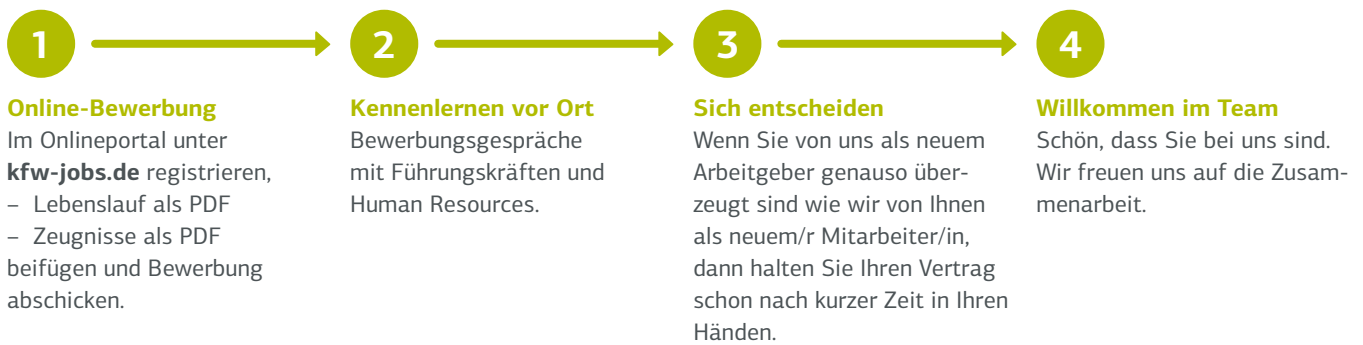 1
Online-Bewerbung
Im Onlineportal unter
kfw-jobs.de registrieren,
– Lebenslauf als PDF
– Zeugnisse als PDF
beifügen und Bewerbung
abschicken.
2
Kennenlernen vor Ort
Bewerbungsgespräche
mit Führungskräften und
Human Resources.
3
Sich entscheiden
Wenn Sie von uns als neuem
Arbeitgeber genauso über-
zeugt sind wie wir von Ihnen
als neuem/r Mitarbeiter/in,
dann halten Sie Ihren Vertrag
schon nach kurzer Zeit in Ihren
Händen.
4
Willkommen im Team
Schön, dass Sie bei uns sind.
Wir freuen uns auf die Zusam-
menarbeit.